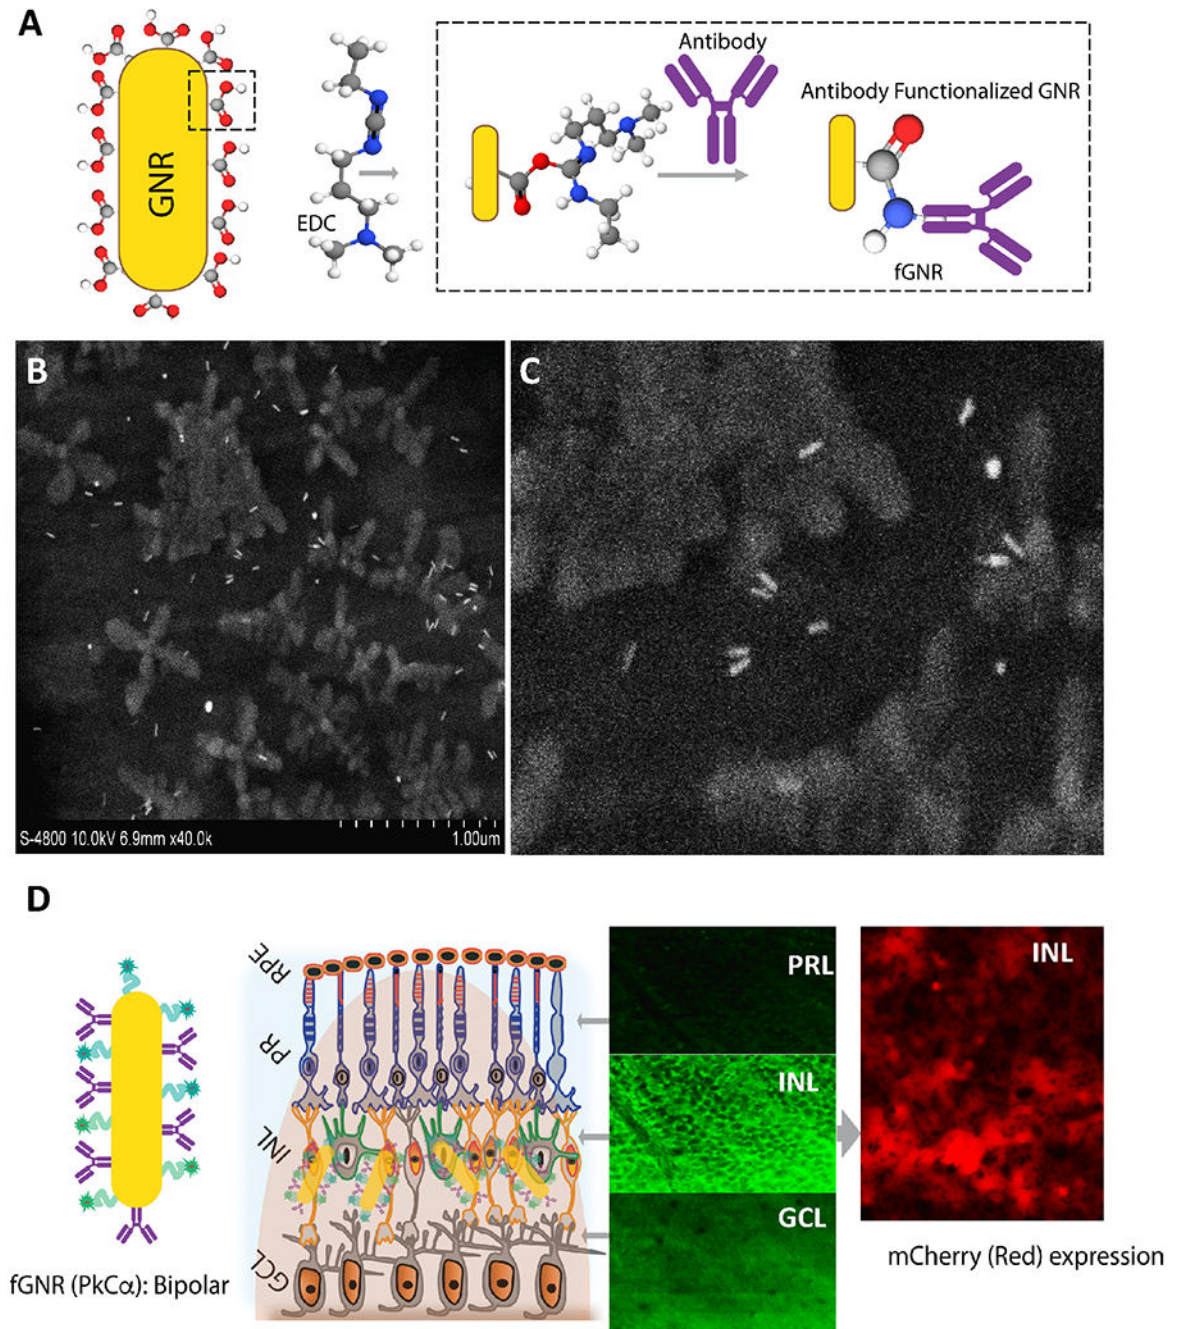 A
GNR
EDC
Antibody
Antibody Functionalized GNR
fGNR
B
C
S-4800 10.0kV 6.9mm x40.0k
1.00um
D
RPE
PR
INL
GCL
PRL
INL
GCL
INL
fGNR (PkCα): Bipolar
mCherry (Red) expression